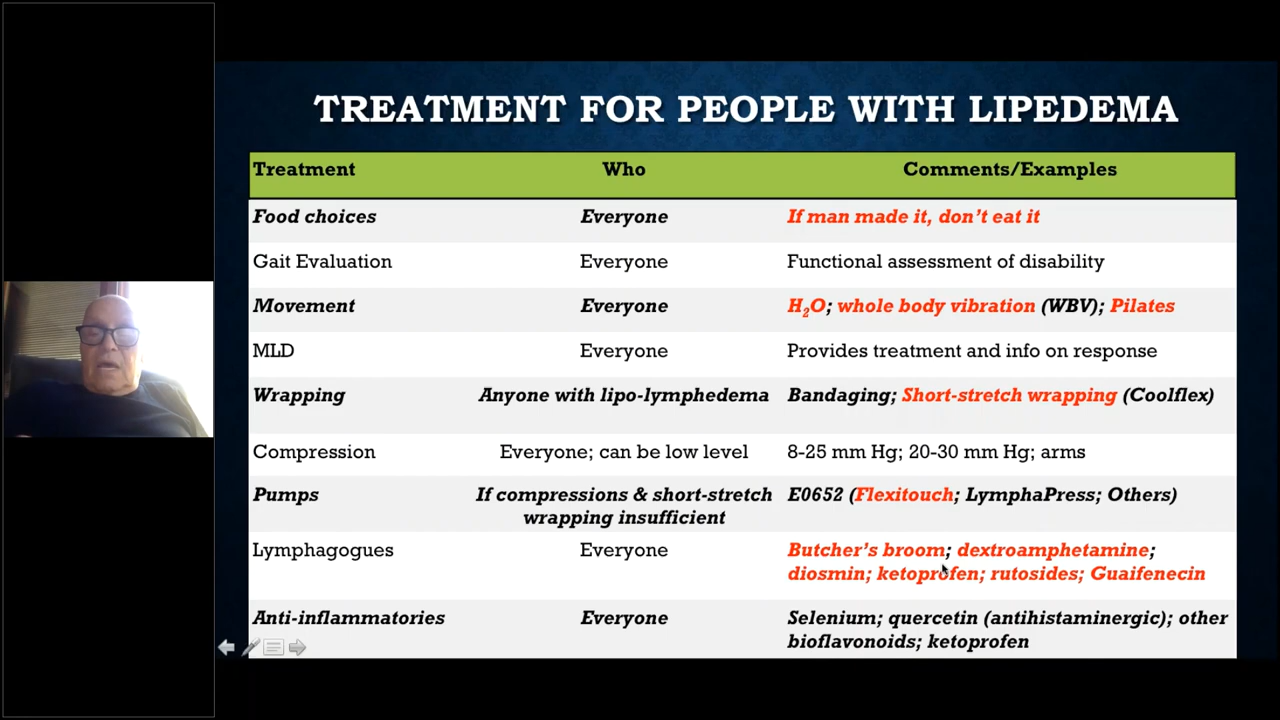 TREATMENT FOR PEOPLE WITH LIPEDEMA
Treatment Who Comments/Examples
Food choices Everyone If man made it, don't eat it
Gait Evaluation Everyone Functional assessment of disability
Movement Everyone H₂O; whole body vibration (WBV); Pilates
MLD Everyone Provides treatment and info on response
Wrapping Anyone with lipo-lymphedema Bandaging; Short-stretch wrapping (Coolflex)
Compression Everyone; can be low level 8-25 mm Hg; 20-30 mm Hg; arms
Pumps If compressions & short-stretch E0652 (Flexitouch; LymphaPress; Others)
wrapping insufficient
Lymphagogues Everyone Butcher's broom; dextroamphetamine;
diosmin; ketoprofen; rutosides; Guaifenecin
Anti-inflammatories Everyone Selenium; quercetin (antihistaminergic); other
bioflavonoids; ketoprofen